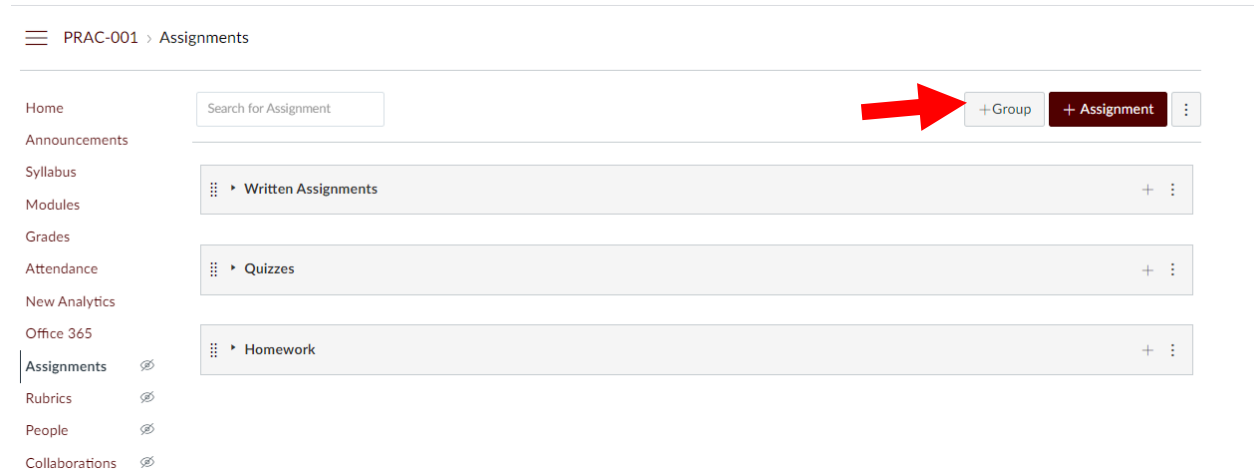 PRAC-001 › Assignments
Home
Announcements
Syllabus
Modules
Grades
Attendance
New Analytics
Office 365
Assignments
Rubrics
People
Collaborations
Search for Assignment
+Group
+ Assignment
Written Assignments
Quizzes
Homework